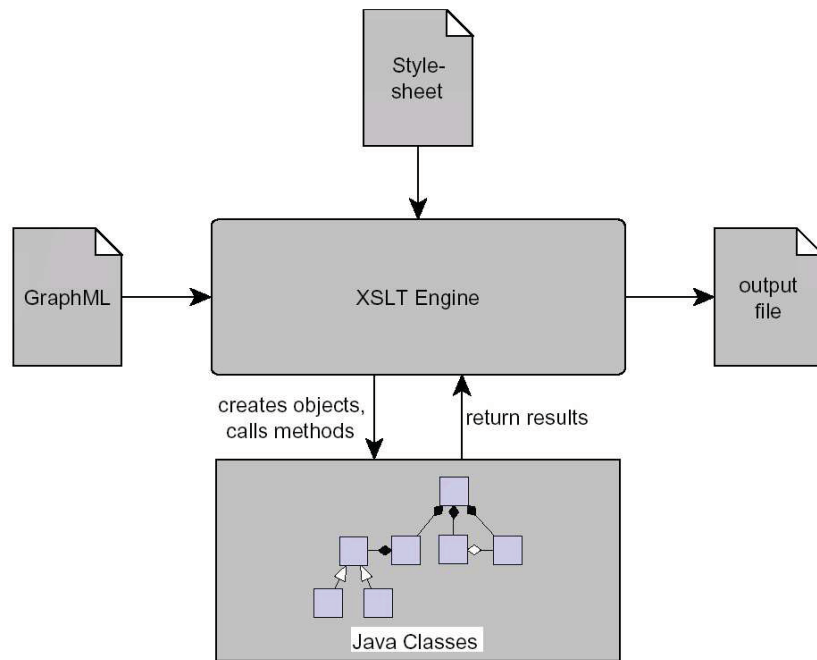 Style-
sheet
GraphML
XSLT Engine
output
file
creates objects,
calls methods
return results
Java Classes